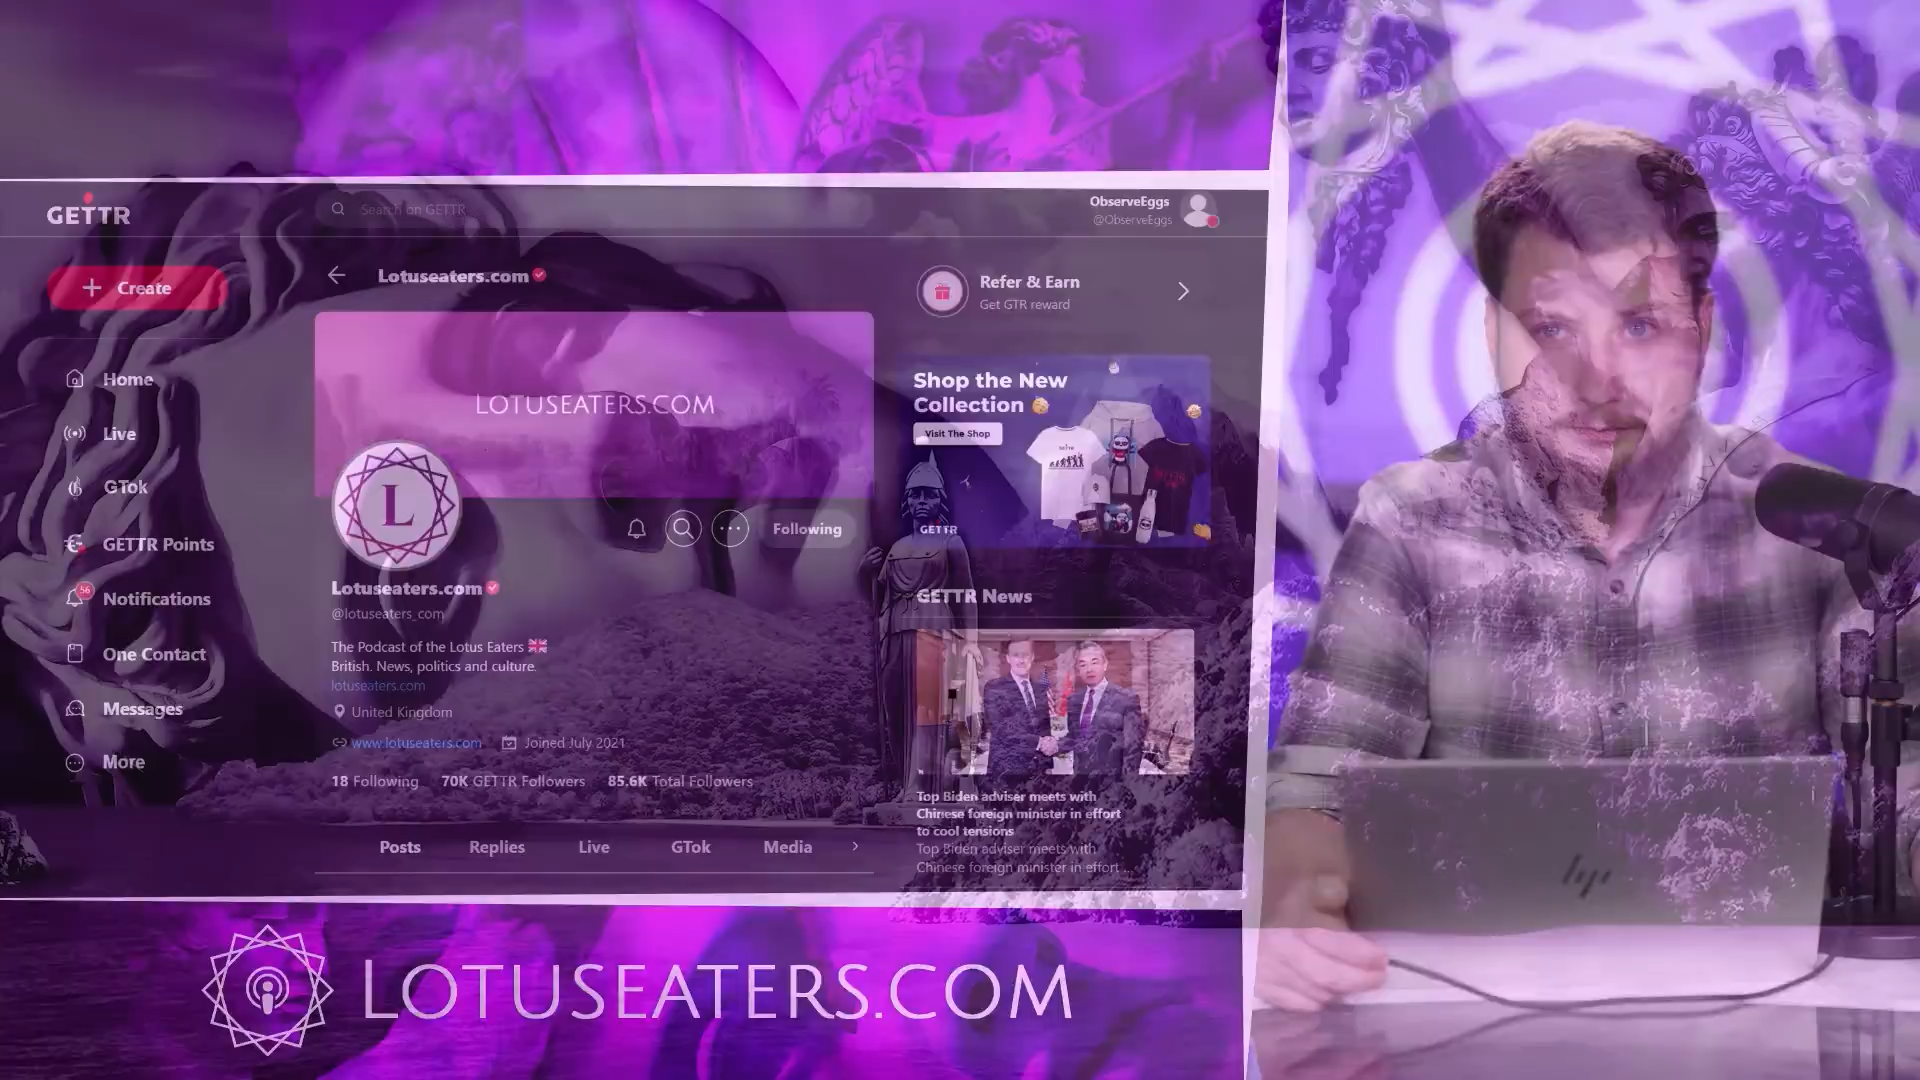 GETTR
Search on GETTR
ObserveEggs
@ObserveEggs
Create
Lotuseaters.com
Home
Live
GTok
GETTR Points
56
Notifications
One Contact
Messages
More
LOTUSEATERS.COM
L
Following
Lotuseaters.com
@lotuseaters_com
The Podcast of the Lotus Eaters 🇬🇧
British. News, politics and culture.
lotuseaters.com
United Kingdom
www.lotuseaters.com
Joined July 2021
18 Following
70K GETTR Followers
85.6K Total Followers
Posts
Replies
Live
GTok
Media
Refer & Earn
Get GTR reward
Shop the New
Collection
Visit The Shop
GETTR
GETTR News
Top Biden adviser meets with
Chinese foreign minister in effort
to cool tensions
Top Biden adviser meets with
Chinese foreign minister in effort ...
LOTUSEATERS.COM
hp